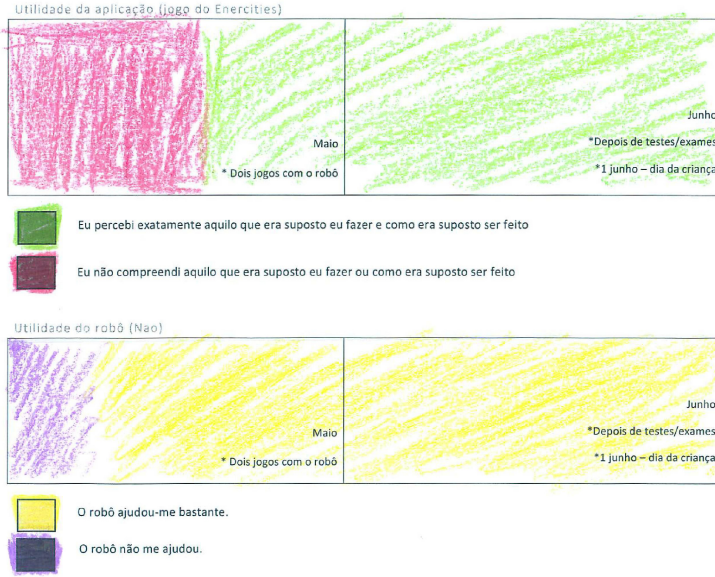 Utilidade da aplicação (jogo do Enercities)
Maio
* Dois jogos com o robô
Junho
*Depois de testes/exames
*1 junho – dia da criança
Eu percebi exatamente aquilo que era suposto eu fazer e como era suposto ser feito
Eu não compreendi aquilo que era suposto eu fazer ou como era suposto ser feito
Utilidade do robô (Nao)
Maio
* Dois jogos com o robô
Junho
*Depois de testes/exames
*1 junho – dia da criança
O robô ajudou-me bastante.
O robô não me ajudou.